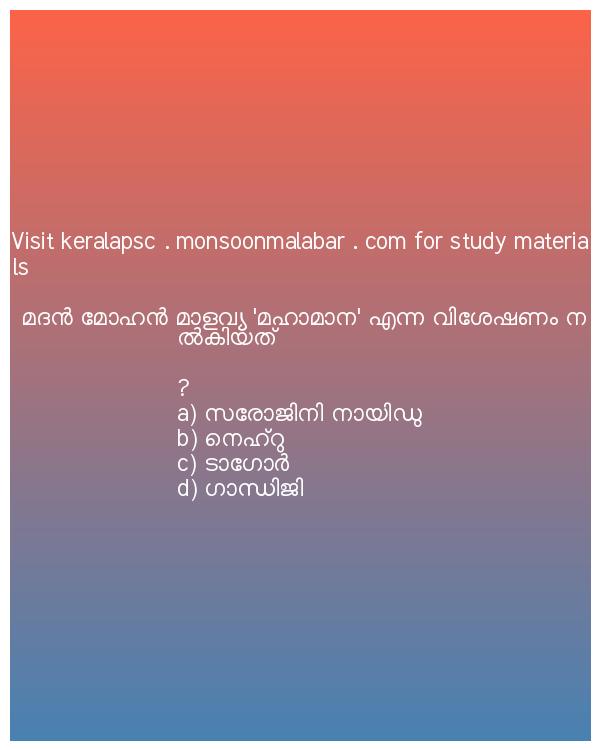 Visit keralapsc . monsoonmalabar . com for study materia
ls
മദൻ മോഹൻ മാളവ്യ 'മഹാമാന' എന്ന വിശേഷണം ന
ൽകിയത്
?
a) സരോജിനി നായിഡു
b) നെഹ്റു
c) ടാഗോർ
d) ഗാന്ധിജി